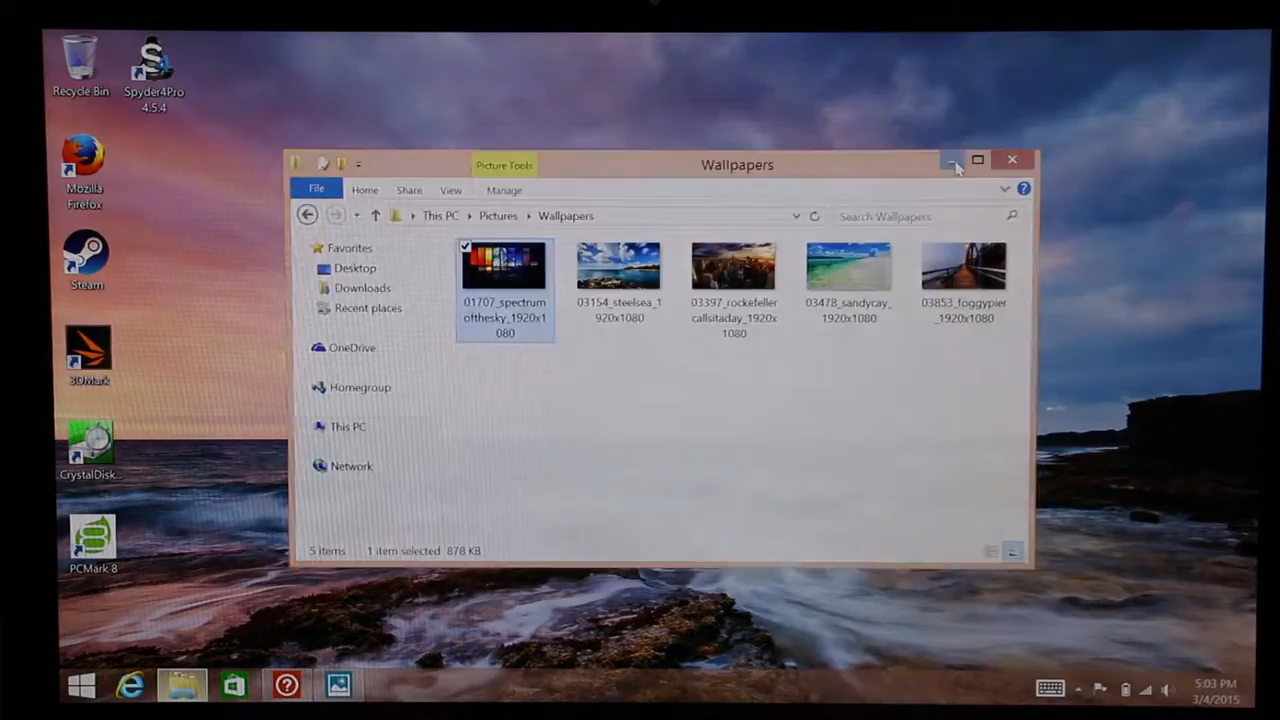 Recycle Bin
Spyder4Pro
4.5.4
Mozilla
Firefox
Steam
3DMark
CrystalDisk...
PCMark 8
Picture Tools
Wallpapers
File
Home
Share
View
Manage
This PC
Pictures
Wallpapers
Search Wallpapers
Favorites
Desktop
Downloads
Recent places
OneDrive
Homegroup
This PC
Network
01707_spectrum
ofthesky_1920x1
080
03154_steelsea_1
920x1080
03397_rockefeller
callsitaday_1920x
1080
03478_sandycay_
1920x1080
03853_foggypier
_1920x1080
5 items
1 item selected 878 KB
5:03 PM
3/4/2015